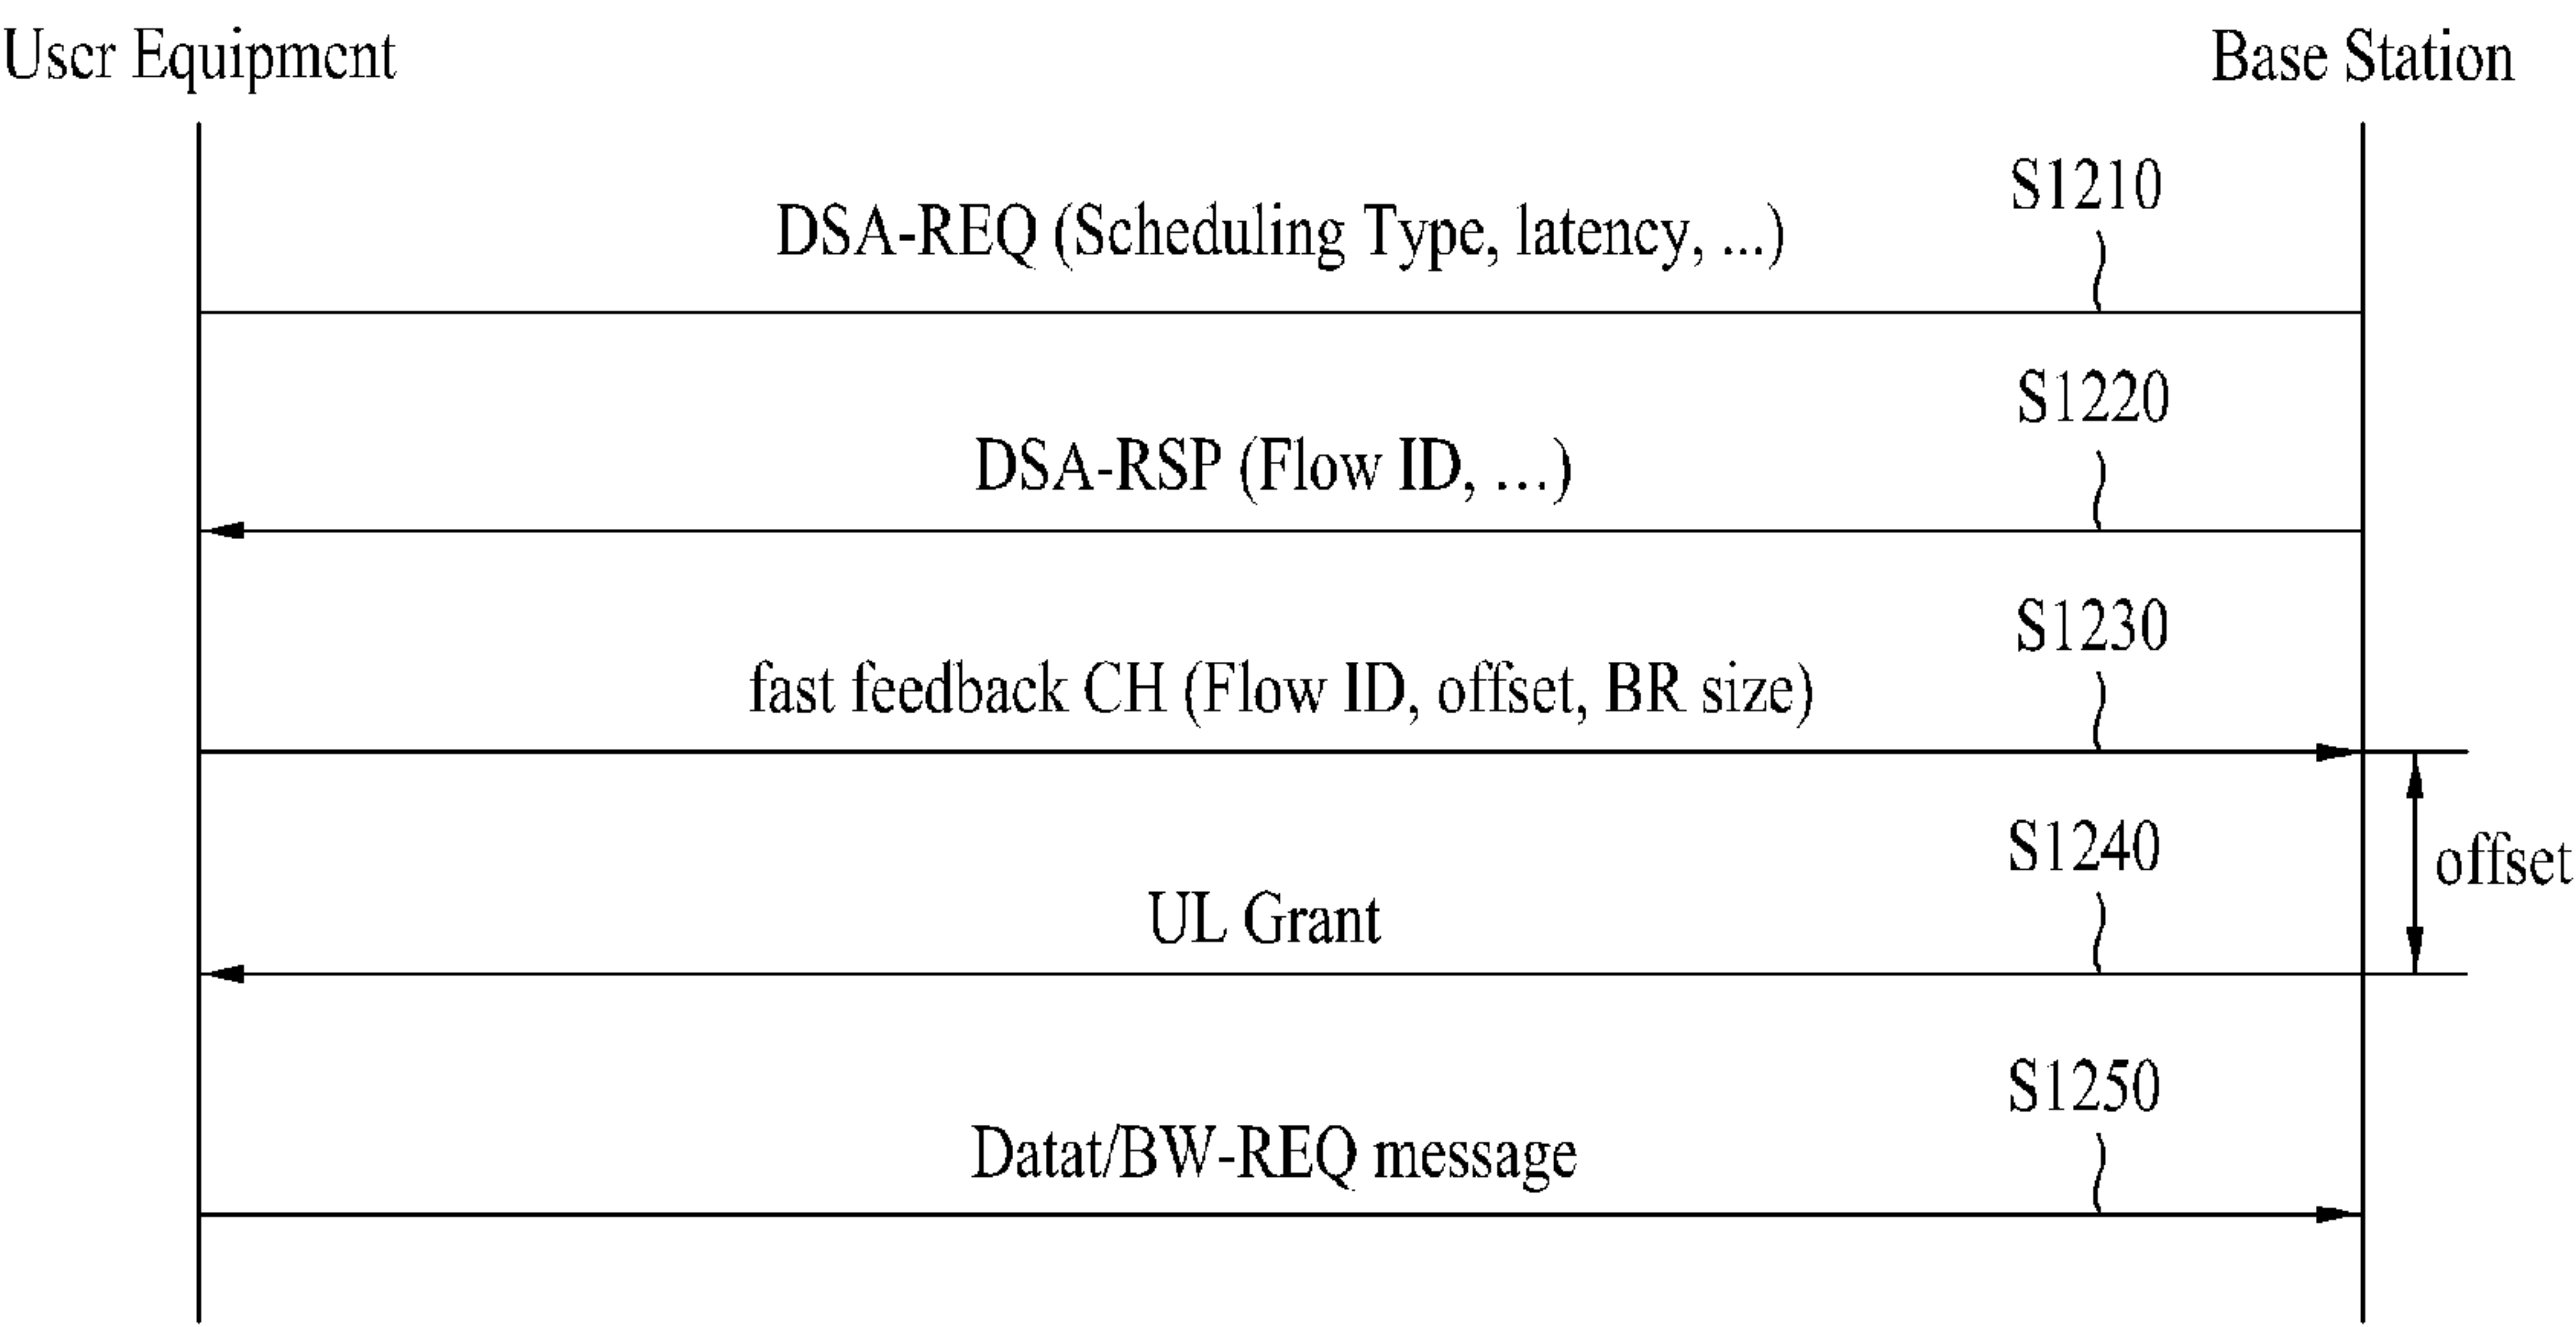 User Equipment
Base Station
S1210
DSA-REQ (Scheduling Type, latency, ...)
S1220
DSA-RSP (Flow ID, ...)
S1230
fast feedback CH (Flow ID, offset, BR size)
S1240
offset
UL Grant
S1250
Datat/BW-REQ message